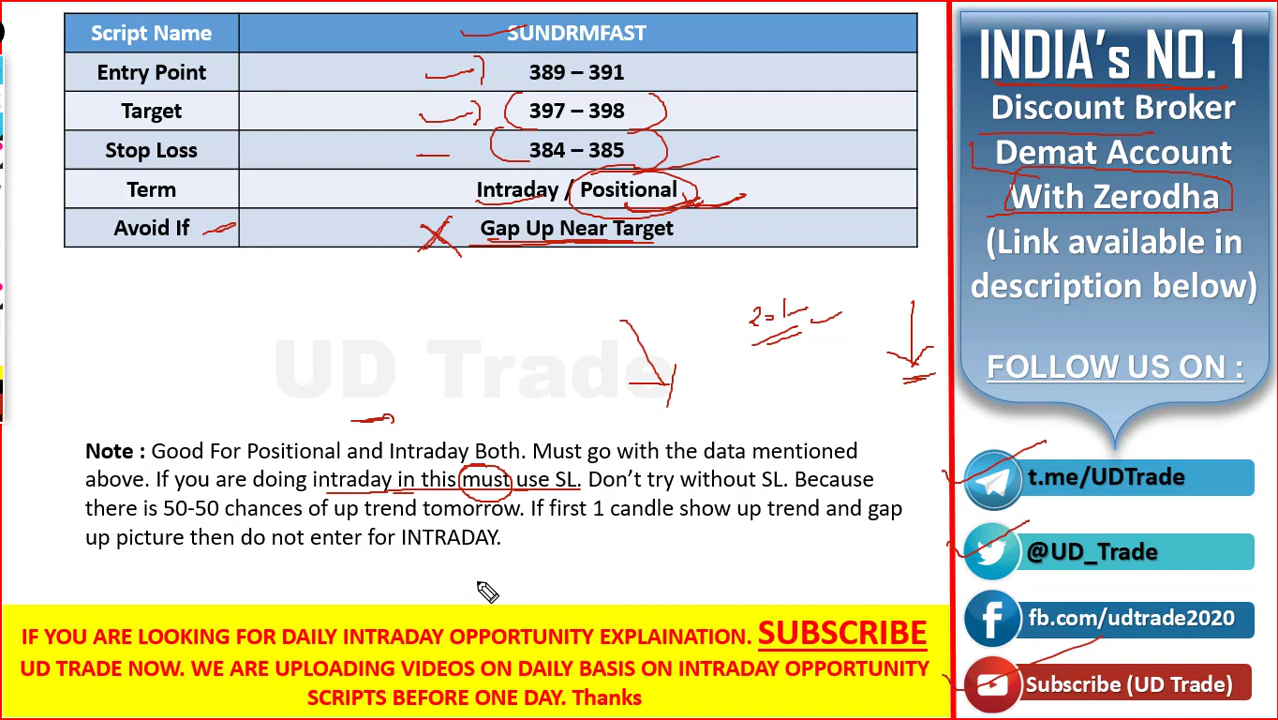 Script Name SUNDRMFAST
Entry Point 389 – 391
Target 397 – 398
Stop Loss 384 – 385
Term Intraday / Positional
Avoid If Gap Up Near Target
UD Trade
Note : Good For Positional and Intraday Both. Must go with the data mentioned
above. If you are doing intraday in this must use SL. Don’t try without SL. Because
there is 50-50 chances of up trend tomorrow. If first 1 candle show up trend and gap
up picture then do not enter for INTRADAY.
IF YOU ARE LOOKING FOR DAILY INTRADAY OPPORTUNITY EXPLAINATION. SUBSCRIBE
UD TRADE NOW. WE ARE UPLOADING VIDEOS ON DAILY BASIS ON INTRADAY OPPORTUNITY
SCRIPTS BEFORE ONE DAY. Thanks
INDIA’s NO. 1
Discount Broker
Demat Account
With Zerodha
(Link available in
description below)
FOLLOW US ON :
t.me/UDTrade
@UD_Trade
fb.com/udtrade2020
Subscribe (UD Trade)